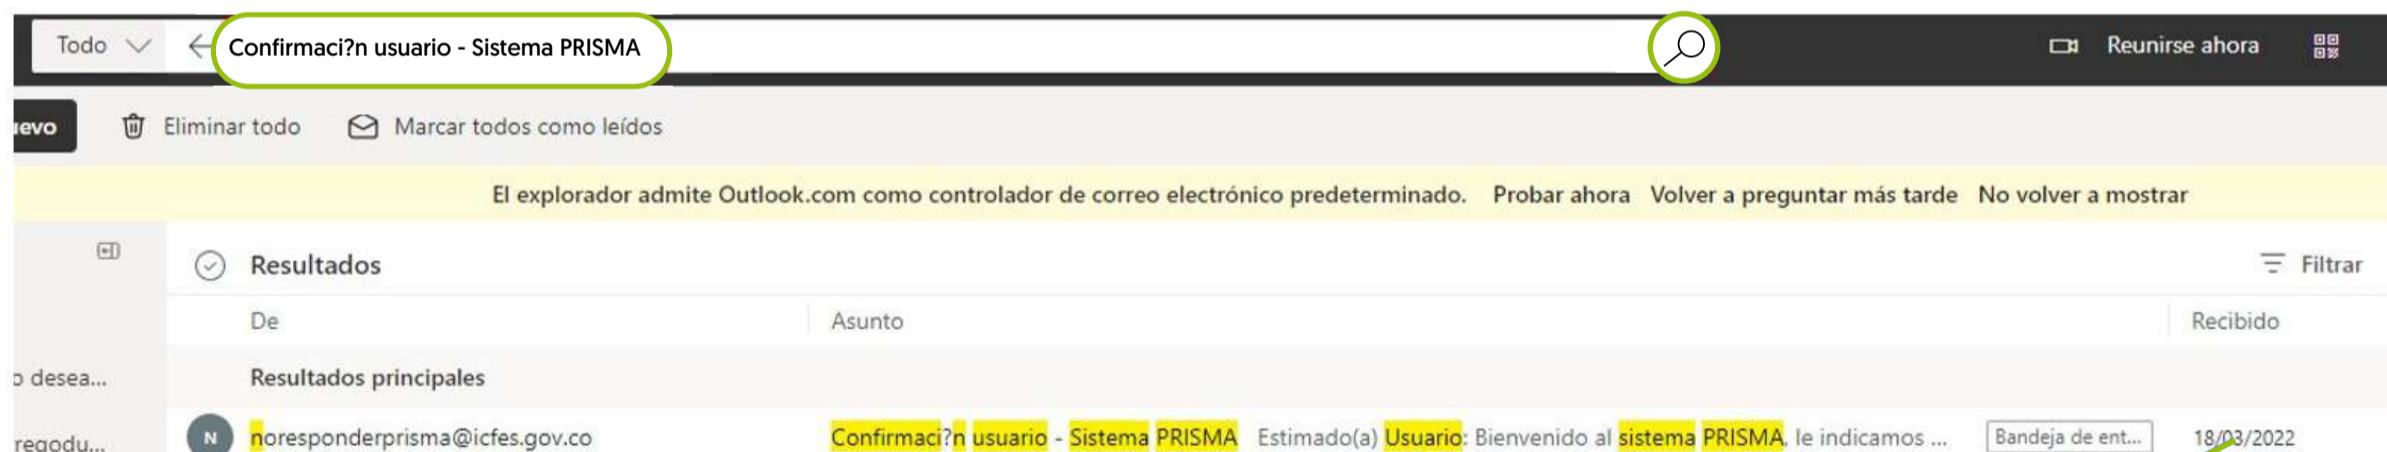 Todo Confirmaci?n usuario - Sistema PRISMA Reunirse ahora
evo Eliminar todo Marcar todos como leídos
El explorador admite Outlook.com como controlador de correo electrónico predeterminado. Probar ahora Volver a preguntar más tarde No volver a mostrar
Resultados Filtrar
De Asunto Recibido
o desea... Resultados principales
regodu... N noresponderprisma@icfes.gov.co Confirmaci?n usuario - Sistema PRISMA Estimado(a) Usuario: Bienvenido al sistema PRISMA, le indicamos ... Bandeja de ent... 18/03/2022